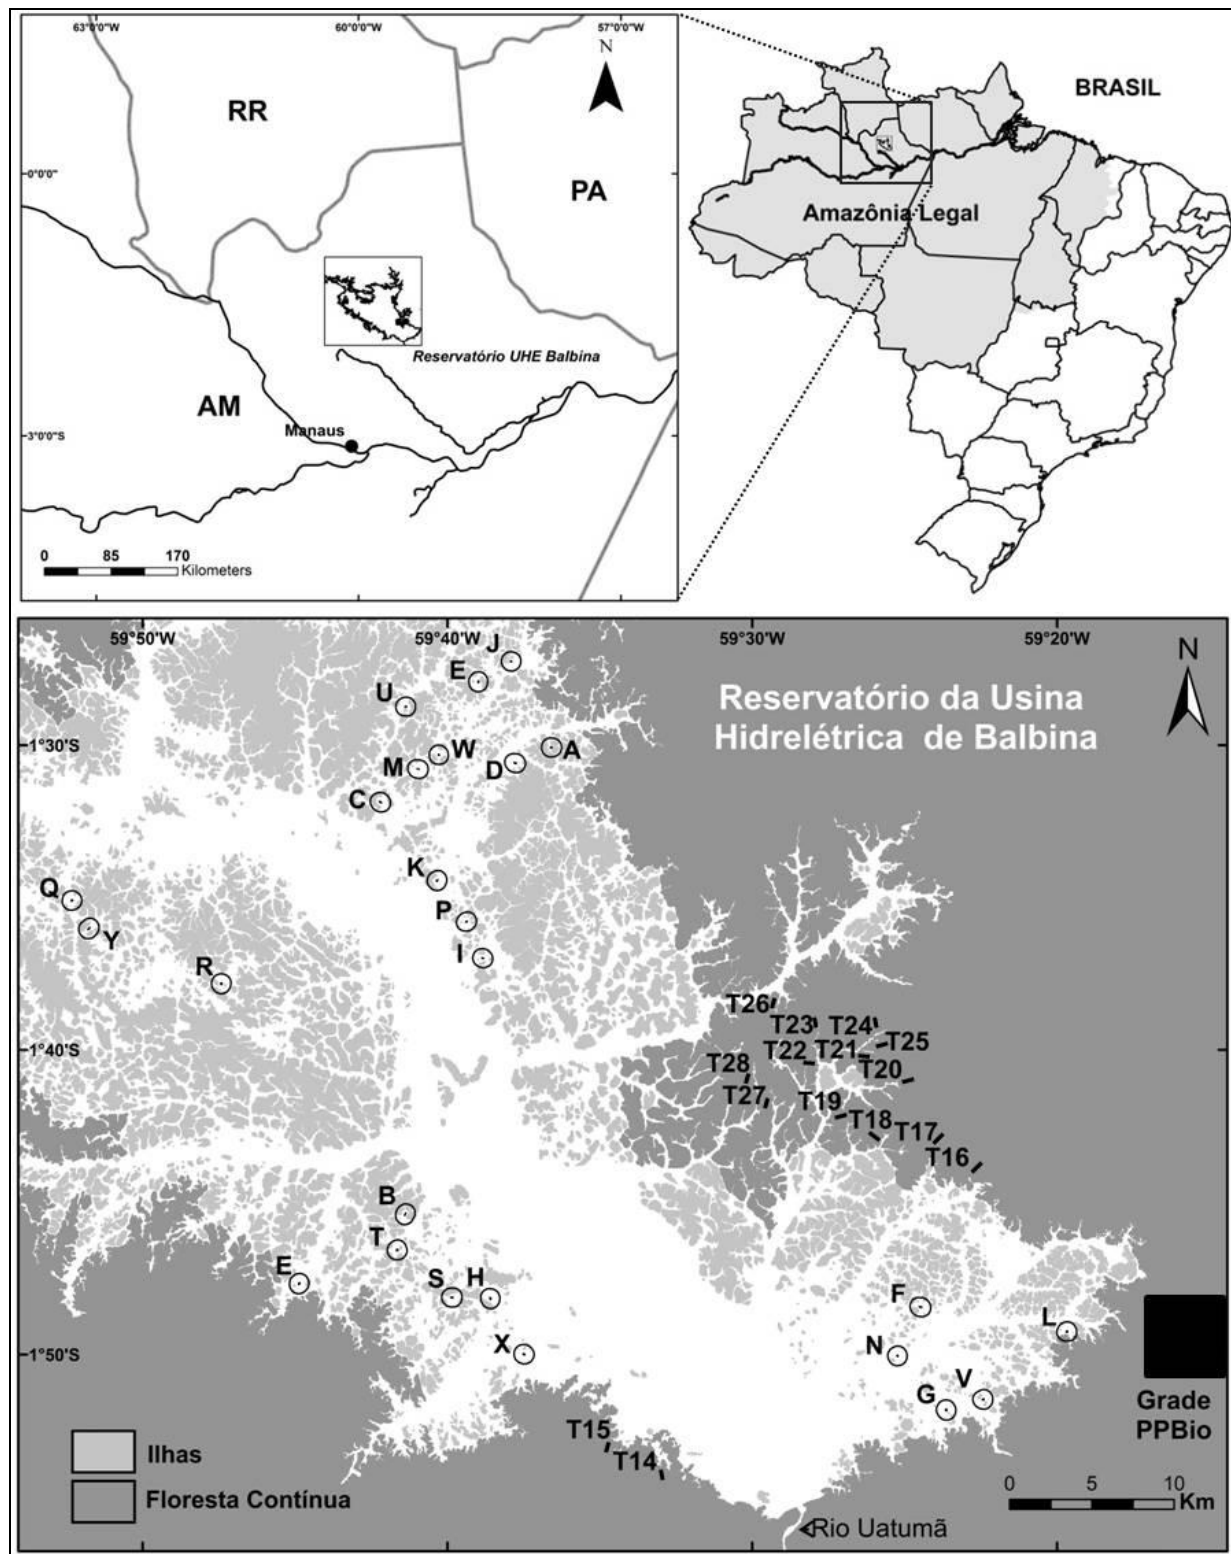 63°0'0"W
60°0'0"W
57°0'0"W
N
RR
BRASIL
0°0'0"
PA
Amazônia Legal
Reservatório UHE Balbina
AM
Manaus
3°0'0"S
0 85 170
Kilometers
59°50'W
59°40'W
59°30'W
59°20'W
J
N
E
Reservatório da Usina
Hidrelétrica de Balbina
U
1°30'S
W
A
M
D
C
K
Q
P
Y
I
R
T26
T23
T24
T25
1°40'S
T22
T21
T28
T20
T27
T19
T18
T17
T16
B
T
E
S
H
F
L
X
N
1°50'S
V
G
Grade
PPBio
T15
Ilhas
T14
0 5 10
Km
Floresta Contínua
Rio Uatumã